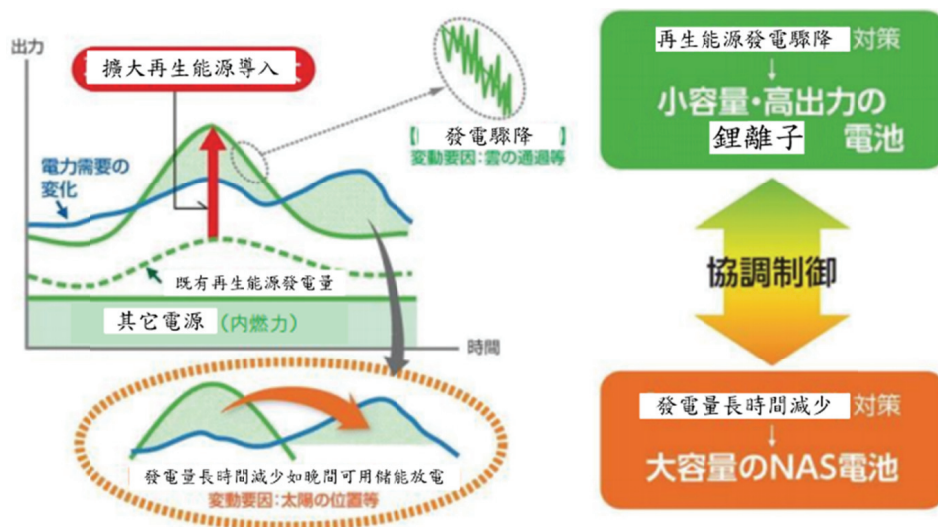 出力
擴大再生能源導入
電力需要の
変化
【 發電驟降 】
変動要因:雲の通過等
既有再生能源發電量
其它電源(内燃力)
時間
發電量長時間減少如晚間可用儲能放電
変動要因:太陽の位置等
再生能源發電驟降 対策
↓
小容量・高出力の
鋰離子 電池
協調制御
發電量長時間減少 対策
↓
大容量のNAS電池